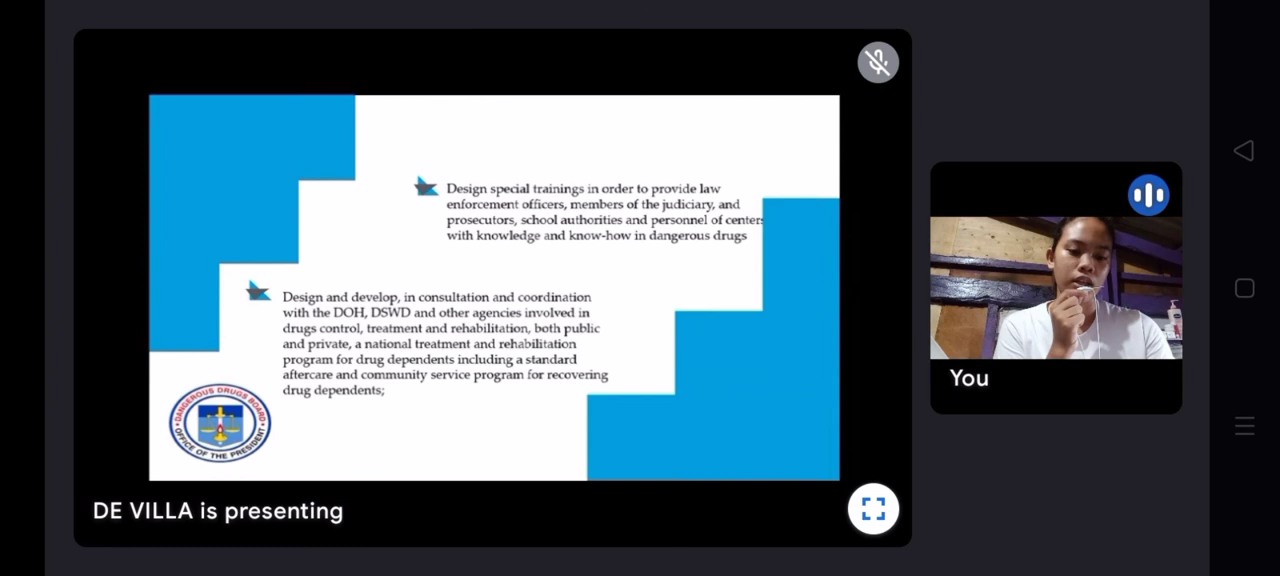 Design special trainings in order to provide law
enforcement officers, members of the judiciary, and
prosecutors, school authorities and personnel of centers
with knowledge and know-how in dangerous drugs
Design and develop, in consultation and coordination
with the DOH, DSWD and other agencies involved in
drugs control, treatment and rehabilitation, both public
and private, a national treatment and rehabilitation
program for drug dependents including a standard
aftercare and community service program for recovering
drug dependents;
DANGEROUS DRUGS BOARD
OFFICE OF THE PRESIDENT
You
DE VILLA is presenting